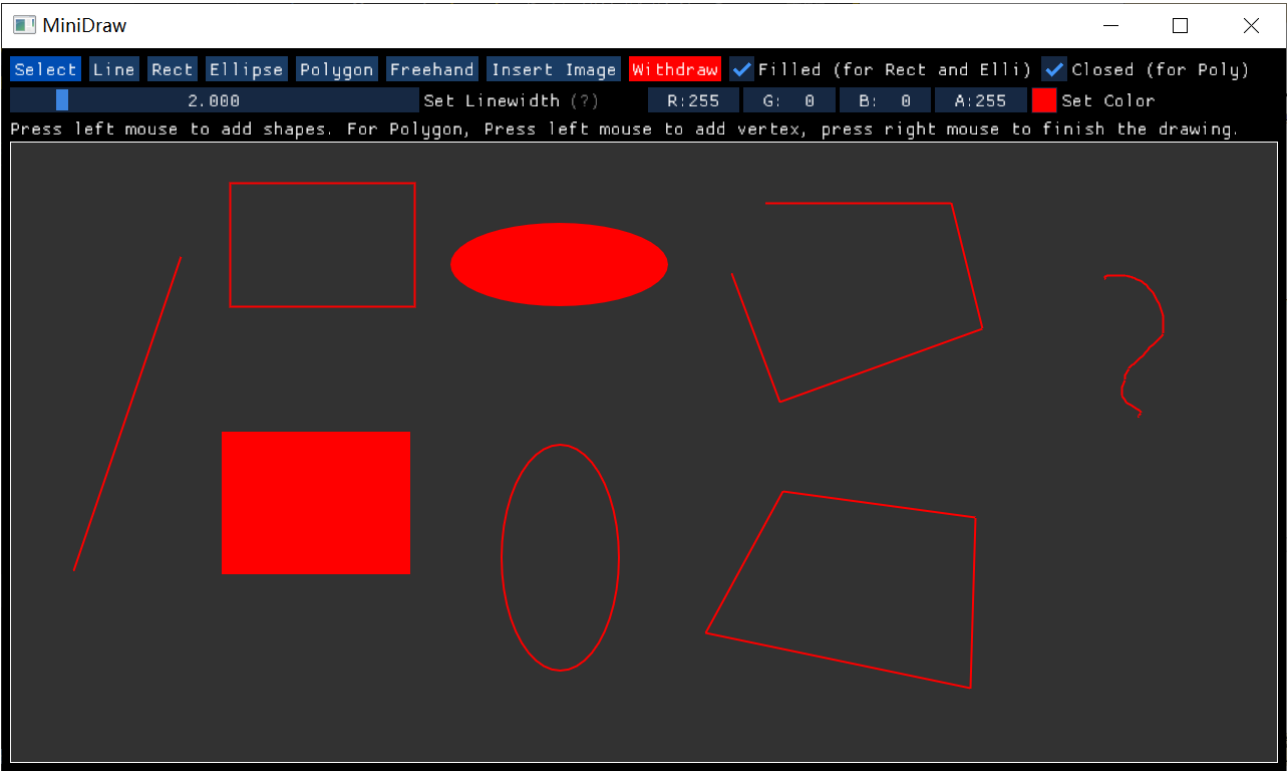 MiniDraw
Select Line Rect Ellipse Polygon Freehand Insert Image Withdraw Filled (for Rect and Elli) Closed (for Poly)
2.000 Set Linewidth (?) R:255 G: 0 B: 0 A:255 Set Color
Press left mouse to add shapes. For Polygon, Press left mouse to add vertex, press right mouse to finish the drawing.